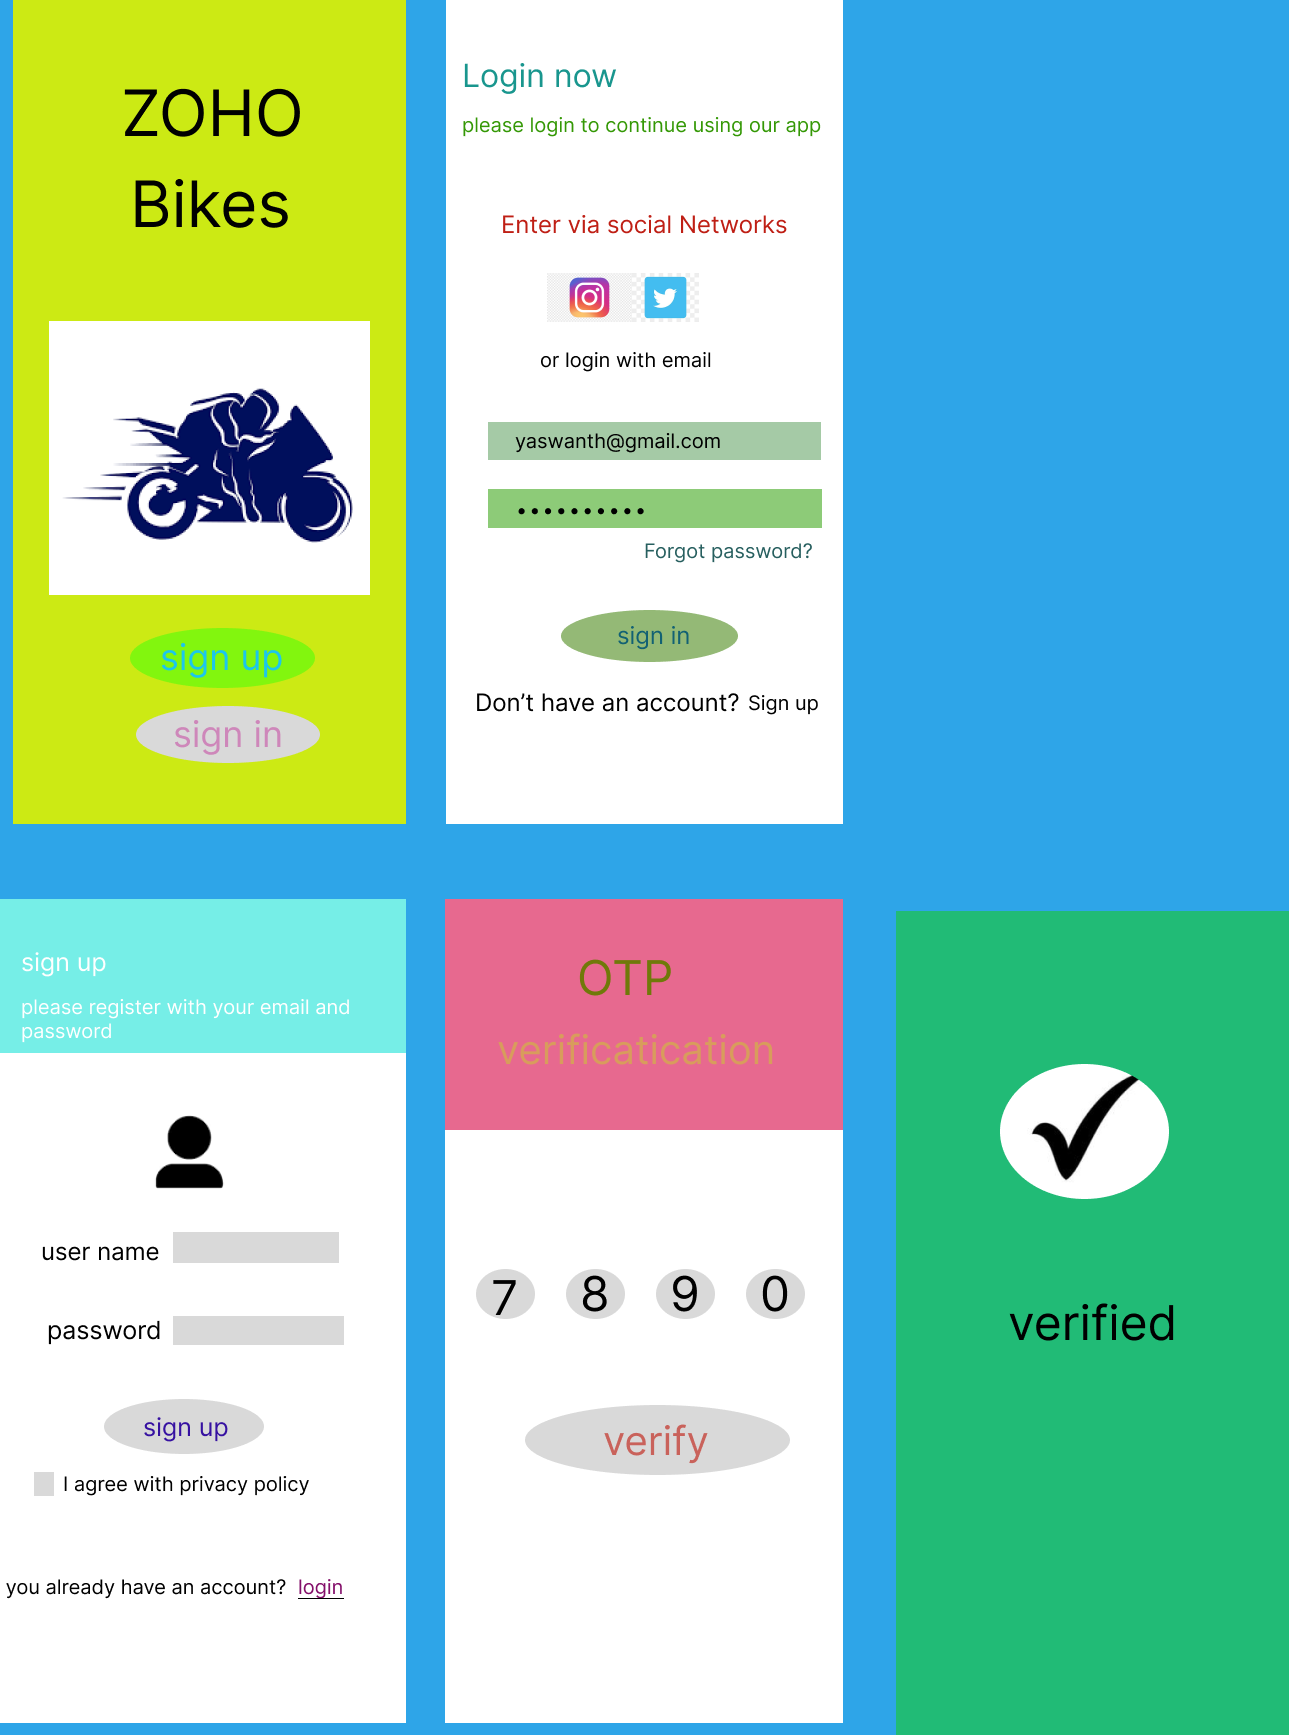 ZOHO
Bikes
sign up
sign in
Login now
please login to continue using our app
Enter via social Networks
or login with email
yaswanth@gmail.com
••••••••••
Forgot password?
sign in
Don’t have an account? Sign up
sign up
please register with your email and
password
user name
password
sign up
I agree with privacy policy
you already have an account? login
OTP
verificatication
7 8 9 0
verify
verified